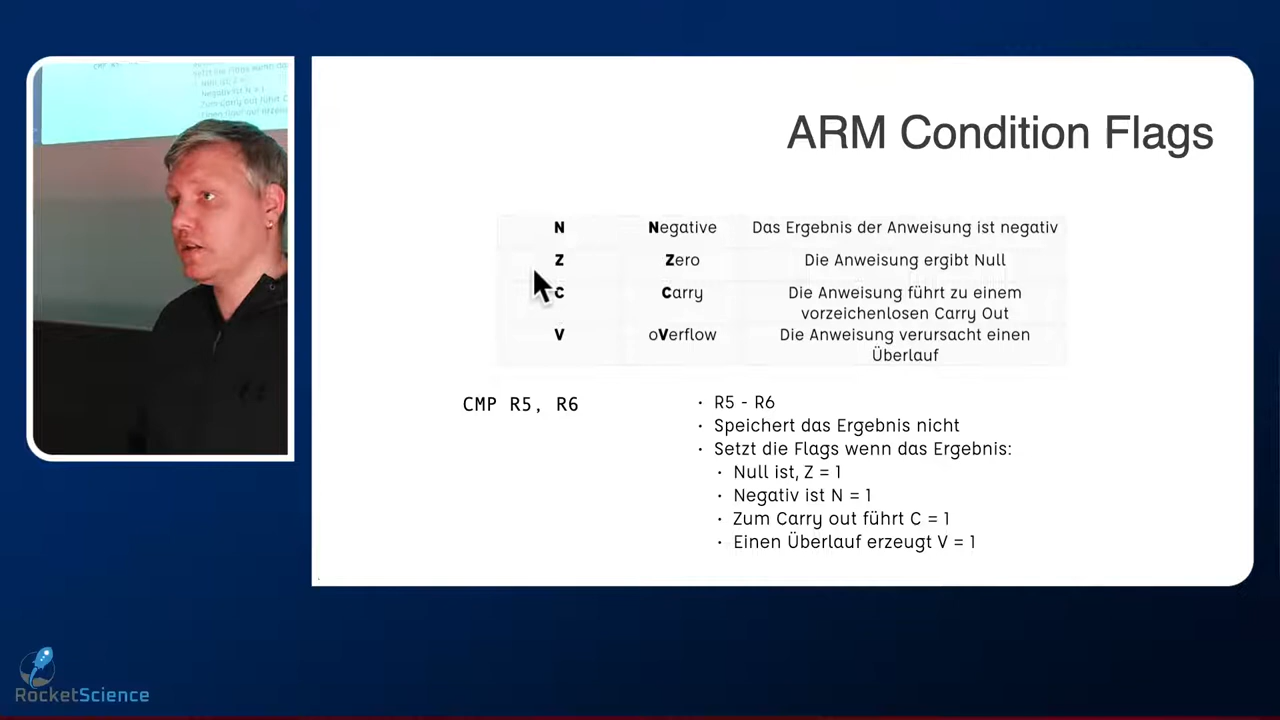 ARM Condition Flags
N Negative Das Ergebnis der Anweisung ist negativ
Z Zero Die Anweisung ergibt Null
C Carry Die Anweisung führt zu einem
vorzeichenlosen Carry Out
V oVerflow Die Anweisung verursacht einen
Überlauf
CMP R5, R6
· R5 - R6
· Speichert das Ergebnis nicht
· Setzt die Flags wenn das Ergebnis:
· Null ist, Z = 1
· Negativ ist N = 1
· Zum Carry out führt C = 1
· Einen Überlauf erzeugt V = 1
RocketScience